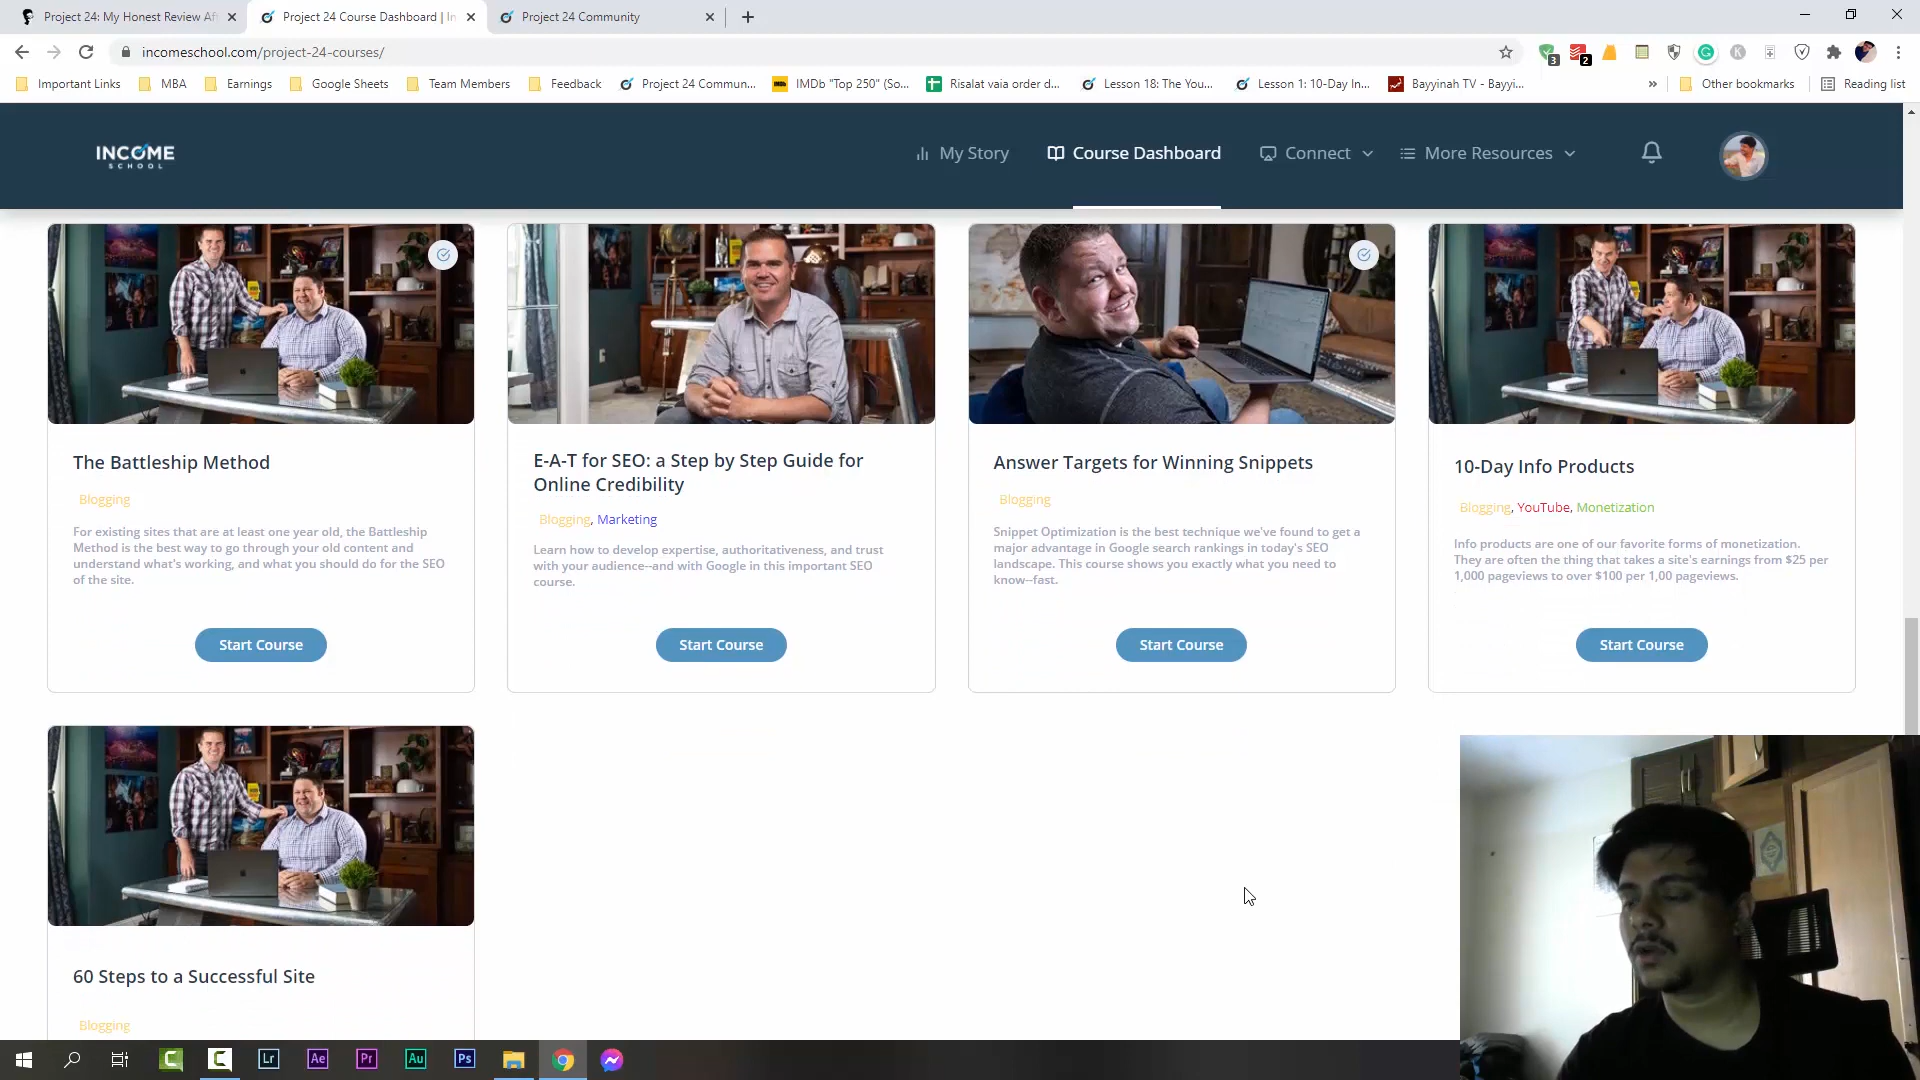 Project 24: My Honest Review Aft
Project 24 Course Dashboard | In
Project 24 Community
incomeschool.com/project-24-courses/
3
2
Important Links
MBA
Earnings
Google Sheets
Team Members
Feedback
Project 24 Commun...
IMDb "Top 250" (So...
Risalat vaia order d...
Lesson 18: The You...
Lesson 1: 10-Day In...
Bayyinah TV - Bayyi...
Other bookmarks
Reading list
INCOME
SCHOOL
My Story
Course Dashboard
Connect
More Resources
The Battleship Method
Blogging
For existing sites that are at least one year old, the Battleship
Method is the best way to go through your old content and
understand what's working, and what you should do for the SEO
of the site.
Start Course
E-A-T for SEO: a Step by Step Guide for
Online Credibility
Blogging, Marketing
Learn how to develop expertise, authoritativeness, and trust
with your audience--and with Google in this important SEO
course.
Start Course
Answer Targets for Winning Snippets
Blogging
Snippet Optimization is the best technique we've found to get a
major advantage in Google search rankings in today's SEO
landscape. This course shows you exactly what you need to
know--fast.
Start Course
10-Day Info Products
Blogging, YouTube, Monetization
Info products are one of our favorite forms of monetization.
They are often the thing that takes a site's earnings from $25 per
1,000 pageviews to over $100 per 1,00 pageviews.
Start Course
60 Steps to a Successful Site
Blogging
Lr
Ae
Pr
Au
Ps